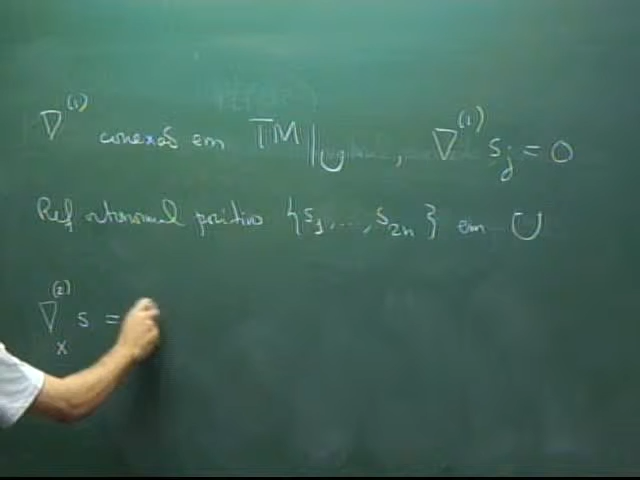 ∇^(1) conexão em TM|_U , ∇^(1) s_j = 0
Ref ortonormal positivo {s_1, ..., s_2n} em U
∇^(2)_X s =